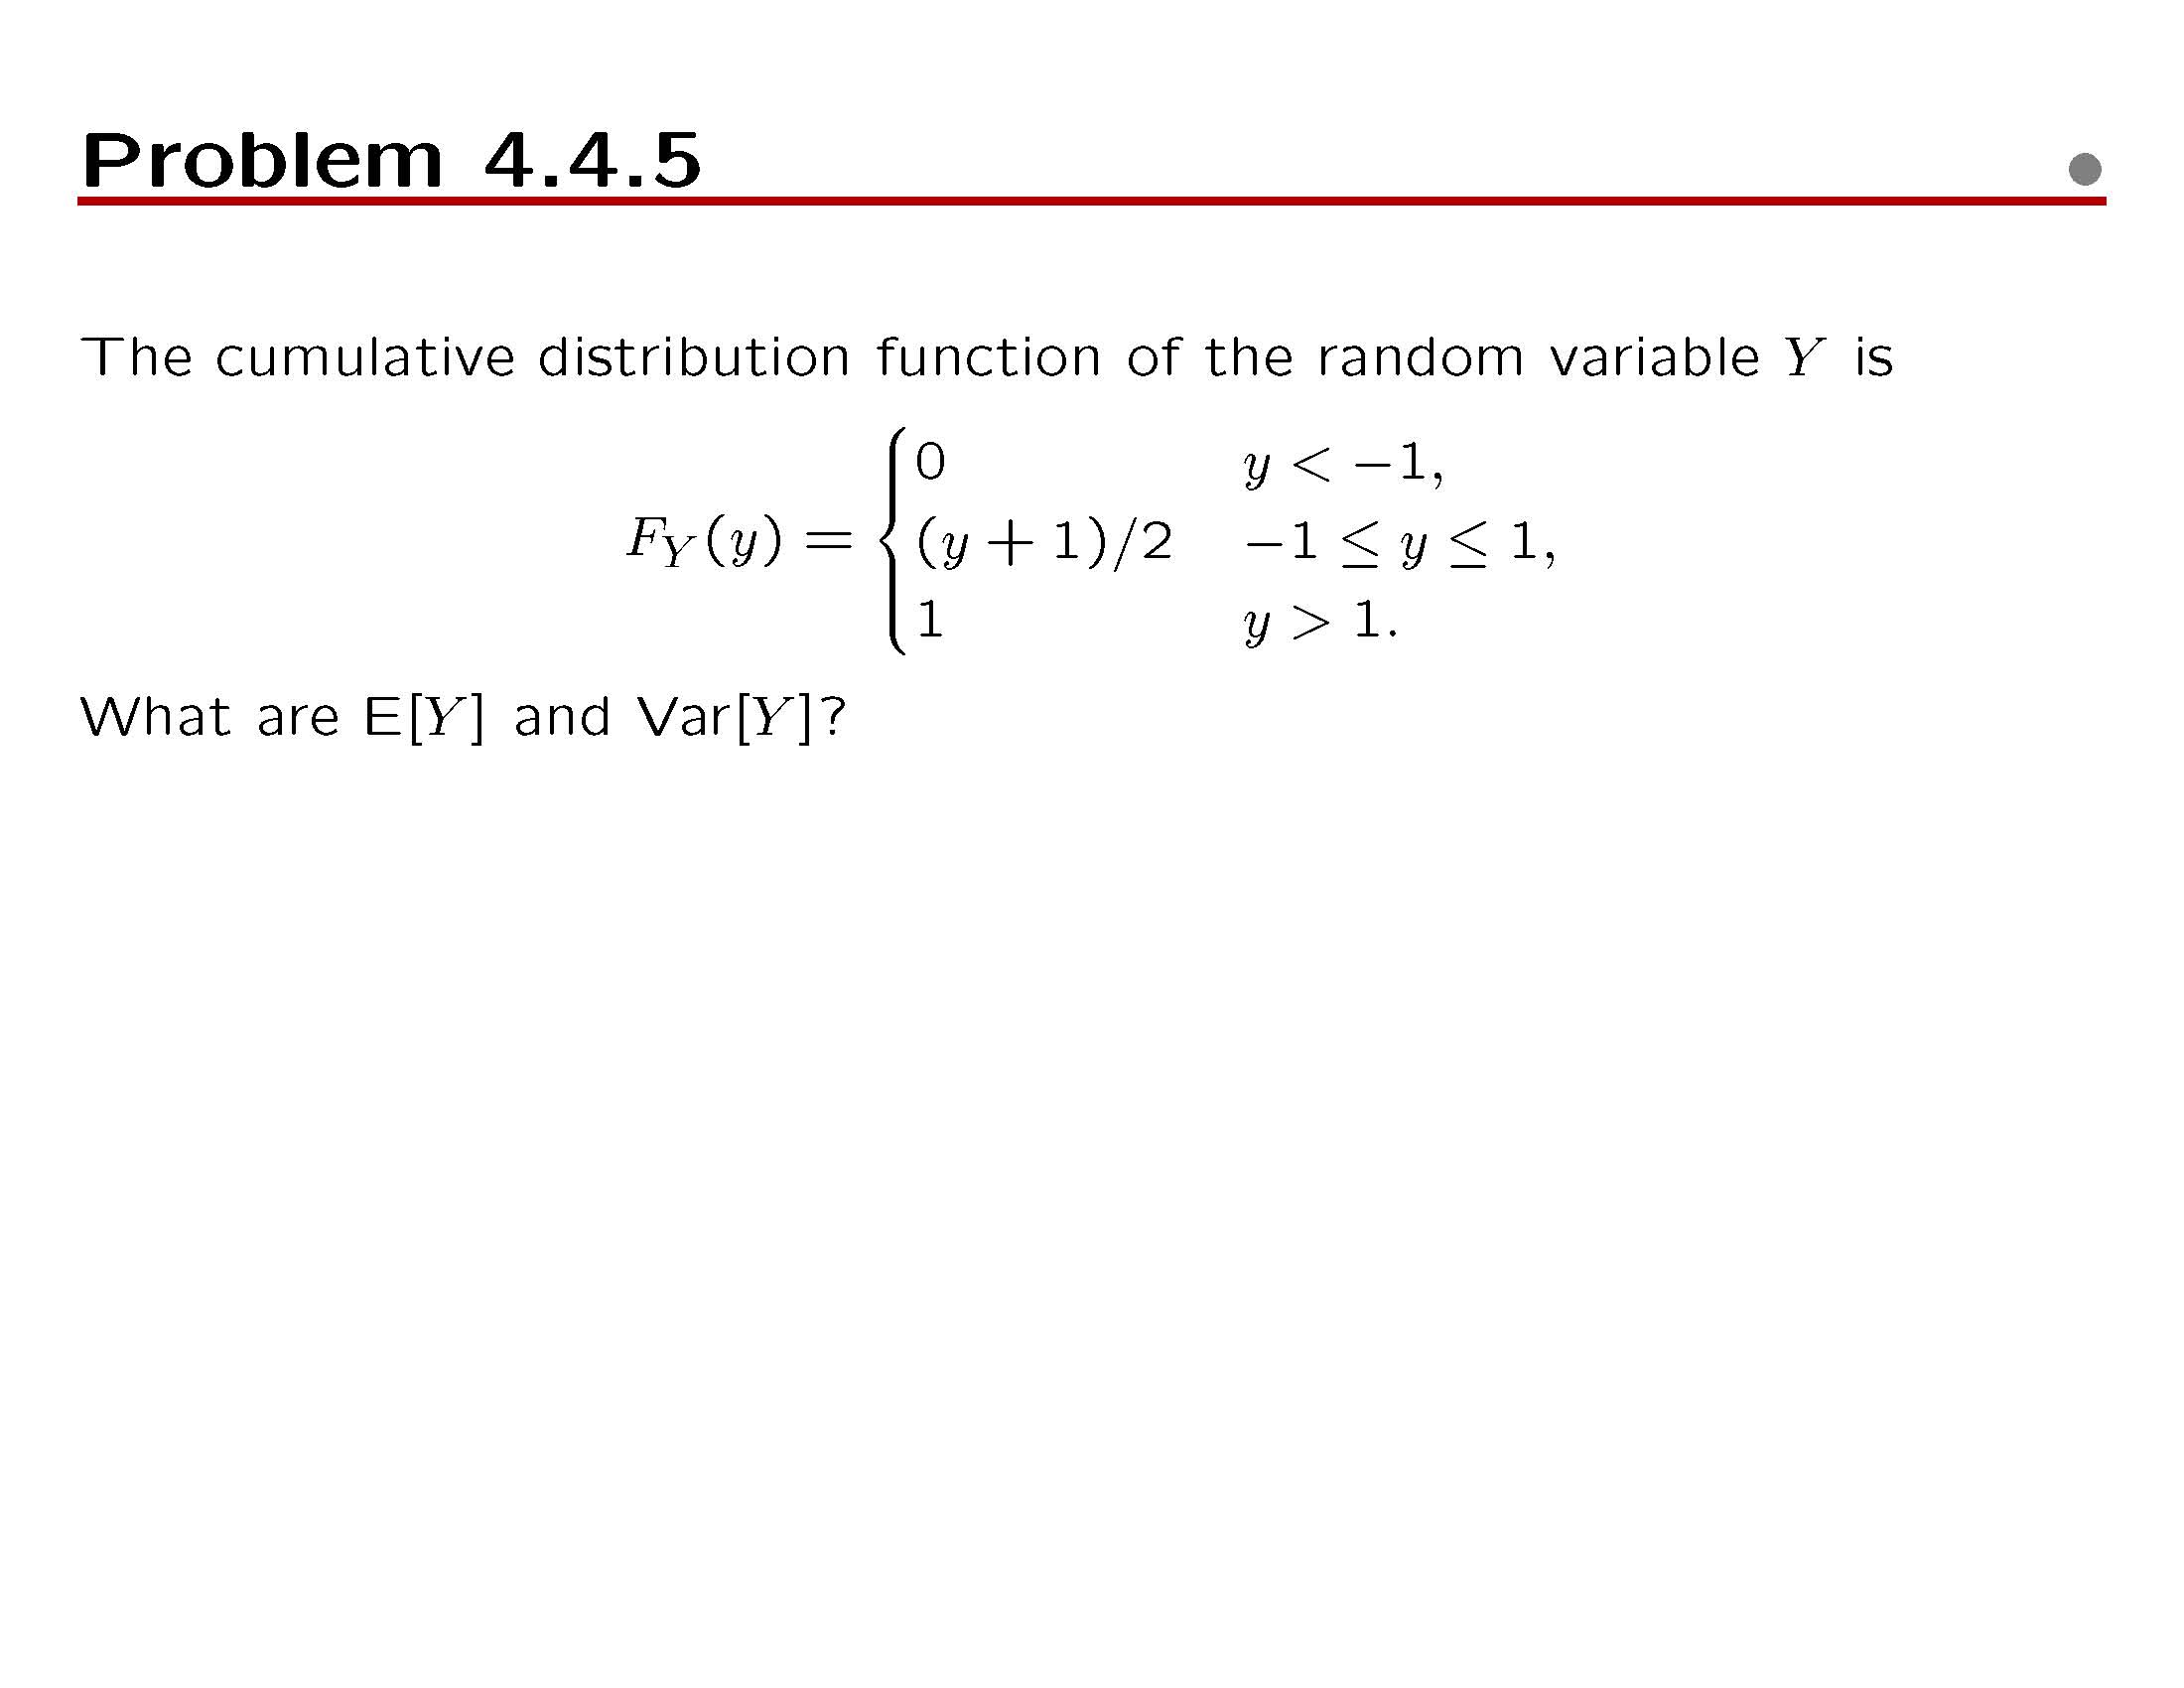 Problem 4.4.5
The cumulative distribution function of the random variable Y is
F_Y(y) = { 0 y < −1,
(y + 1)/2 −1 ≤ y ≤ 1,
1 y > 1.
What are E[Y] and Var[Y]?